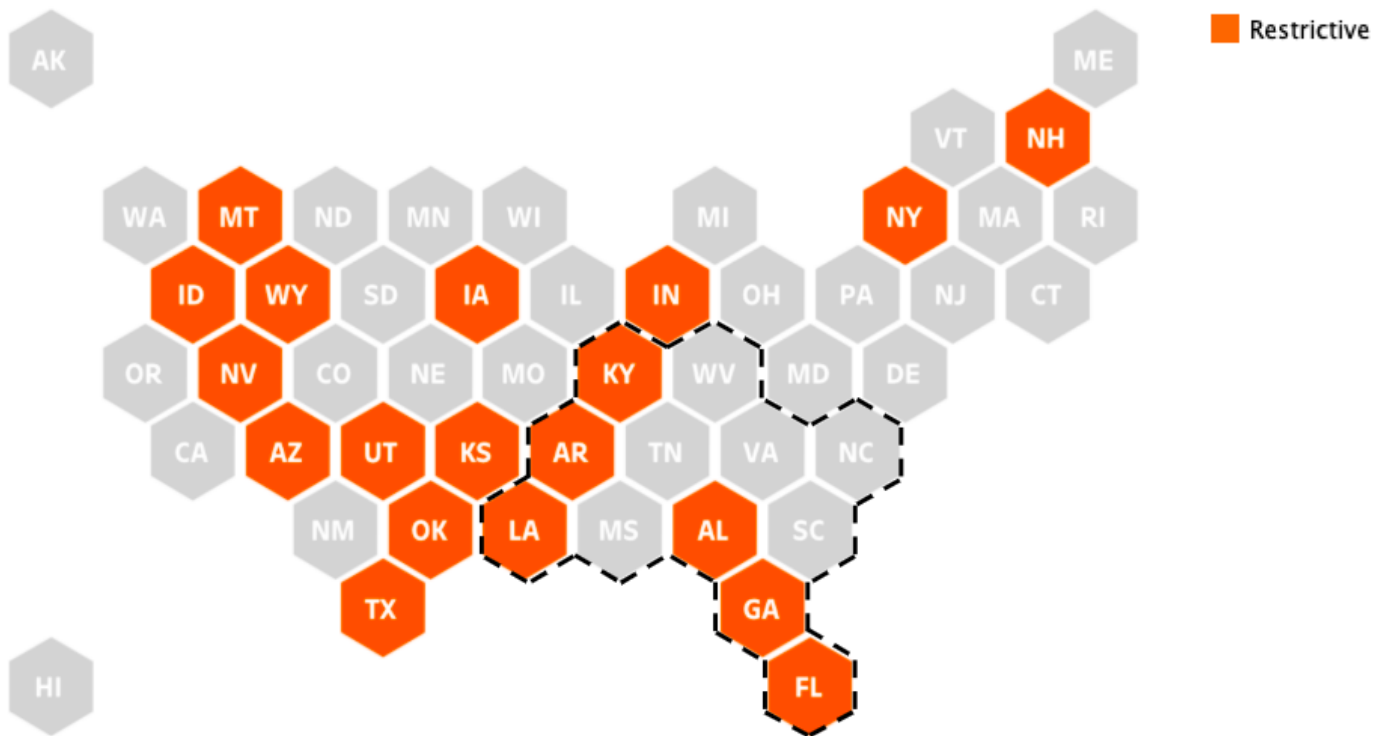 Restrictive
AK
ME
VT NH
WA MT ND MN WI MI NY MA RI
ID WY SD IA IL IN OH PA NJ CT
OR NV CO NE MO KY WV MD DE
CA AZ UT KS AR TN VA NC
NM OK LA MS AL SC
TX GA
HI FL